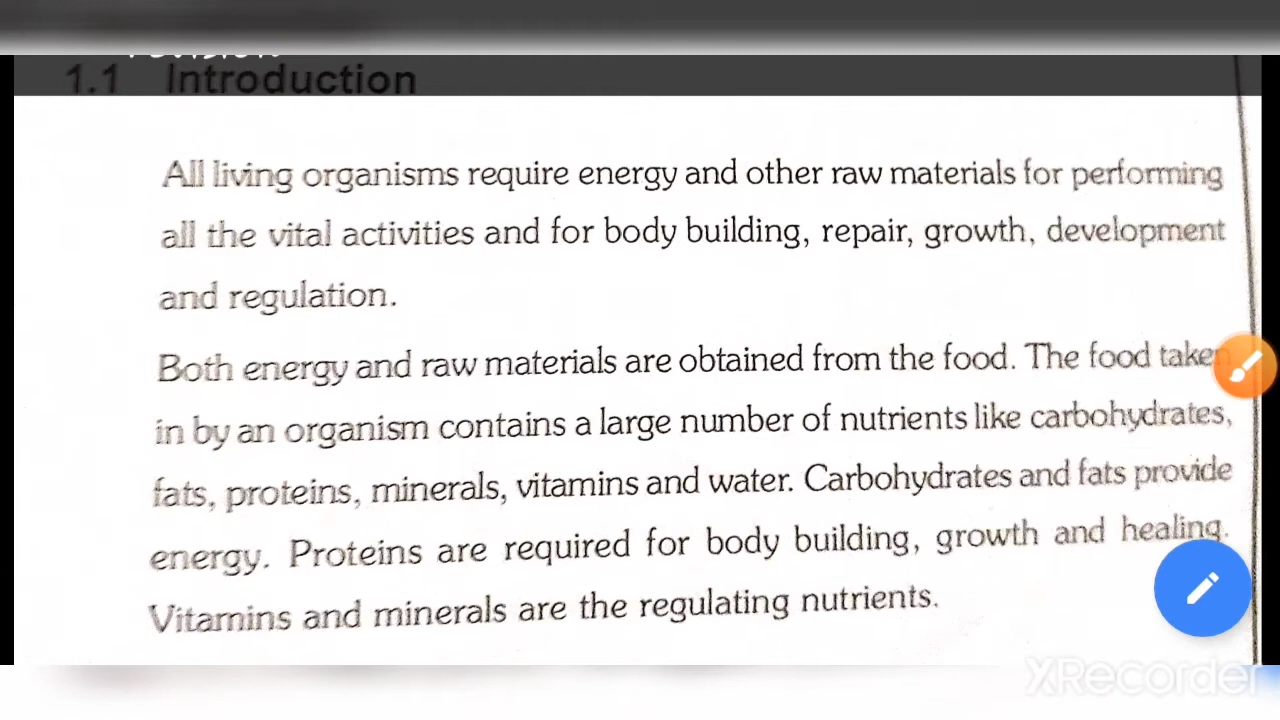 1.1 Introduction
All living organisms require energy and other raw materials for performing
all the vital activities and for body building, repair, growth, development
and regulation.
Both energy and raw materials are obtained from the food. The food taken
in by an organism contains a large number of nutrients like carbohydrates,
fats, proteins, minerals, vitamins and water. Carbohydrates and fats provide
energy. Proteins are required for body building, growth and healing.
Vitamins and minerals are the regulating nutrients.
XRecorder